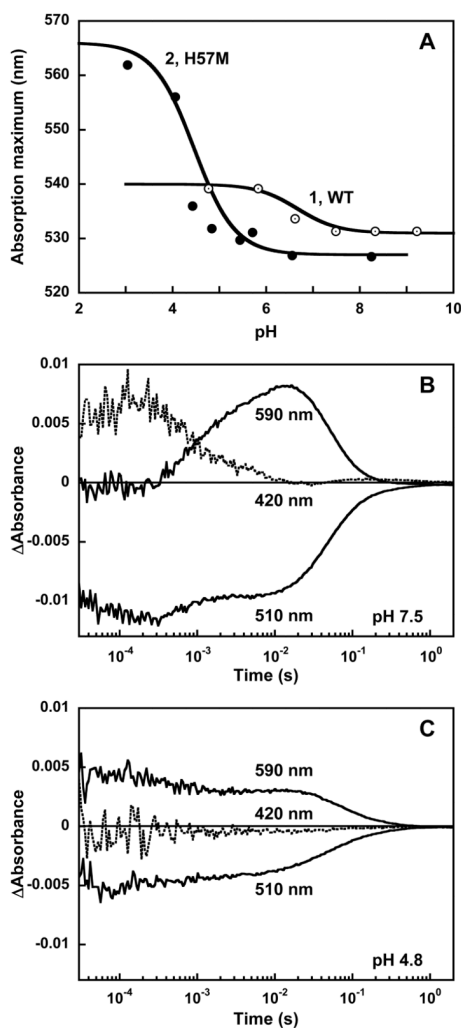 A
570
560
550
540
530
520
Absorption maximum (nm)
2, H57M
1, WT
2 4 6 8 10
pH
B
0.01
0.005
0
-0.005
-0.01
ΔAbsorbance
590 nm
420 nm
510 nm
pH 7.5
10⁻⁴ 10⁻³ 10⁻² 10⁻¹ 10⁰
Time (s)
C
0.01
0.005
0
-0.005
-0.01
ΔAbsorbance
590 nm
420 nm
510 nm
pH 4.8
10⁻⁴ 10⁻³ 10⁻² 10⁻¹ 10⁰
Time (s)